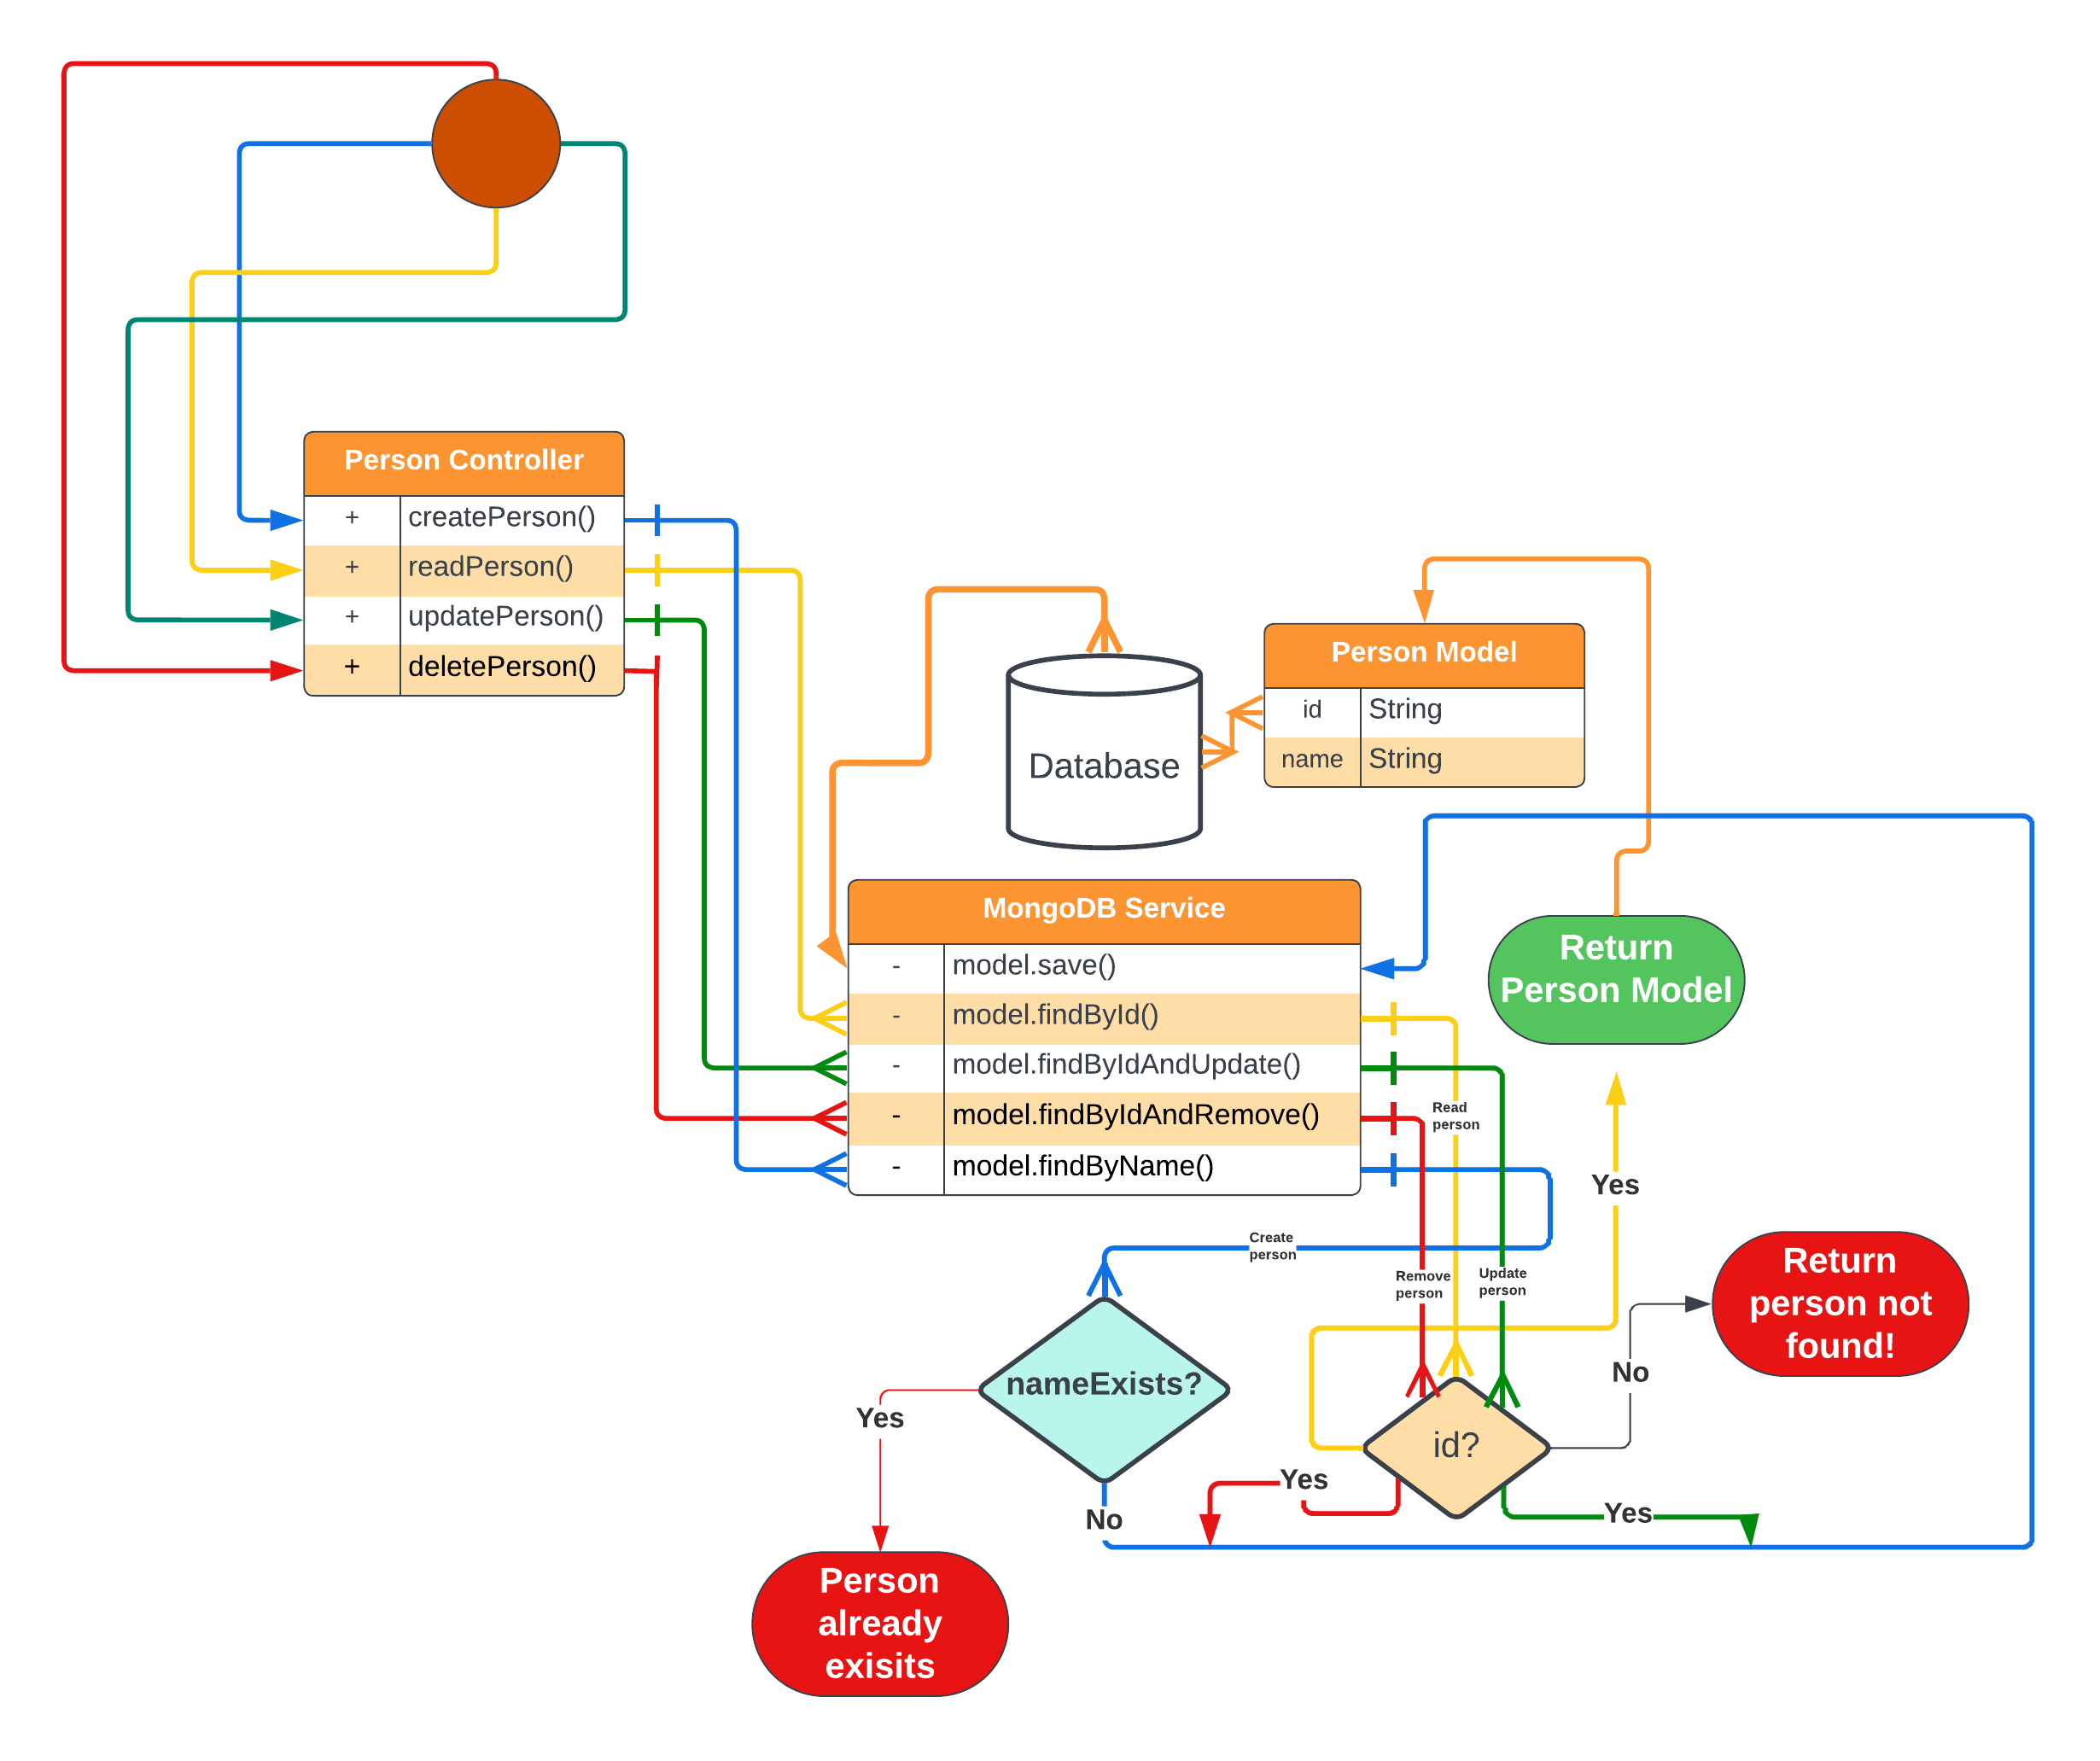 Person Controller
+ createPerson()
+ readPerson()
+ updatePerson()
+ deletePerson()
Person Model
id String
name String
Database
MongoDB Service
- model.save()
- model.findById()
- model.findByIdAndUpdate()
- model.findByIdAndRemove()
- model.findByName()
Return
Person Model
Read
person
Yes
Create
person
Remove
person
Update
person
Return
person not
found!
No
nameExists?
id?
Yes
Yes
Yes
No
Person
already
exisits